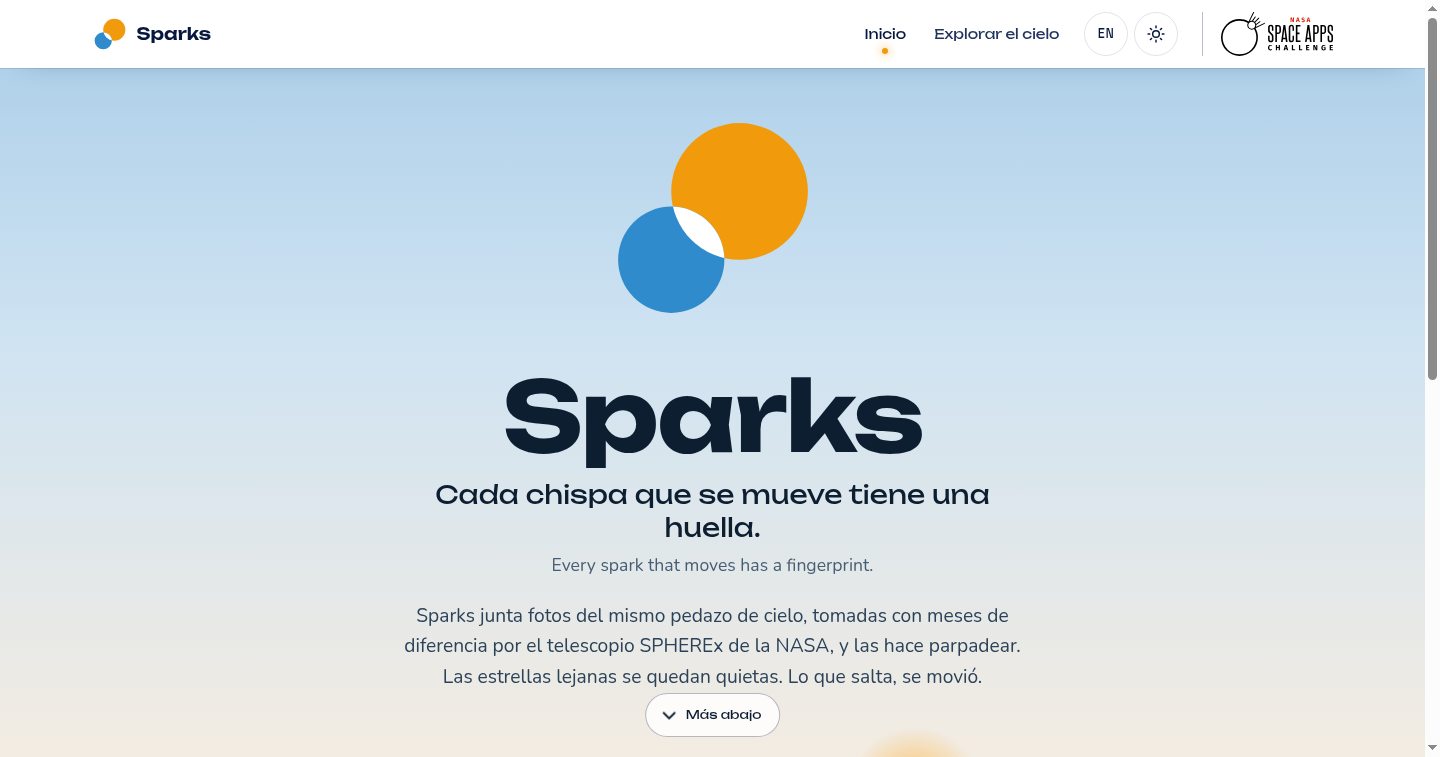 Sparks
Inicio
Explorar el cielo
EN
NASA
SPACE APPS
CHALLENGE
Sparks
Cada chispa que se mueve tiene una
huella.
Every spark that moves has a fingerprint.
Sparks junta fotos del mismo pedazo de cielo, tomadas con meses de
diferencia por el telescopio SPHEREx de la NASA, y las hace parpadear.
Las estrellas lejanas se quedan quietas. Lo que salta, se movió.
Más abajo